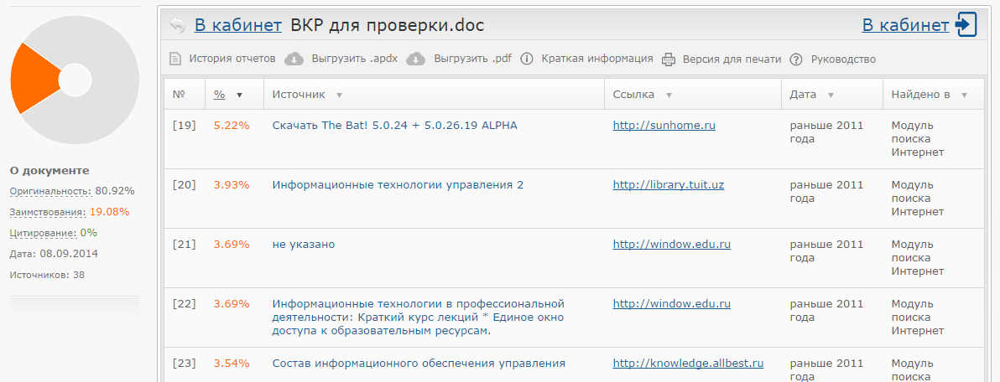 В кабинет ВКР для проверки.doc В кабинет
История отчетов Выгрузить .apdx Выгрузить .pdf Краткая информация Версия для печати Руководство
№ % Источник Ссылка Дата Найдено в
[19] 5.22% Скачать The Bat! 5.0.24 + 5.0.26.19 ALPHA http://sunhome.ru раньше 2011 Модуль
года поиска
Интернет
[20] 3.93% Информационные технологии управления 2 http://library.tuit.uz раньше 2011 Модуль
года поиска
Интернет
[21] 3.69% не указано http://window.edu.ru раньше 2011 Модуль
года поиска
Интернет
[22] 3.69% Информационные технологии в профессиональной http://window.edu.ru раньше 2011 Модуль
деятельности: Краткий курс лекций * Единое окно года поиска
доступа к образовательным ресурсам. Интернет
[23] 3.54% Состав информационного обеспечения управления http://knowledge.allbest.ru раньше 2011 Модуль
года поиска
О документе
Оригинальность: 80.92%
Заимствования: 19.08%
Цитирование: 0%
Дата: 08.09.2014
Источников: 38